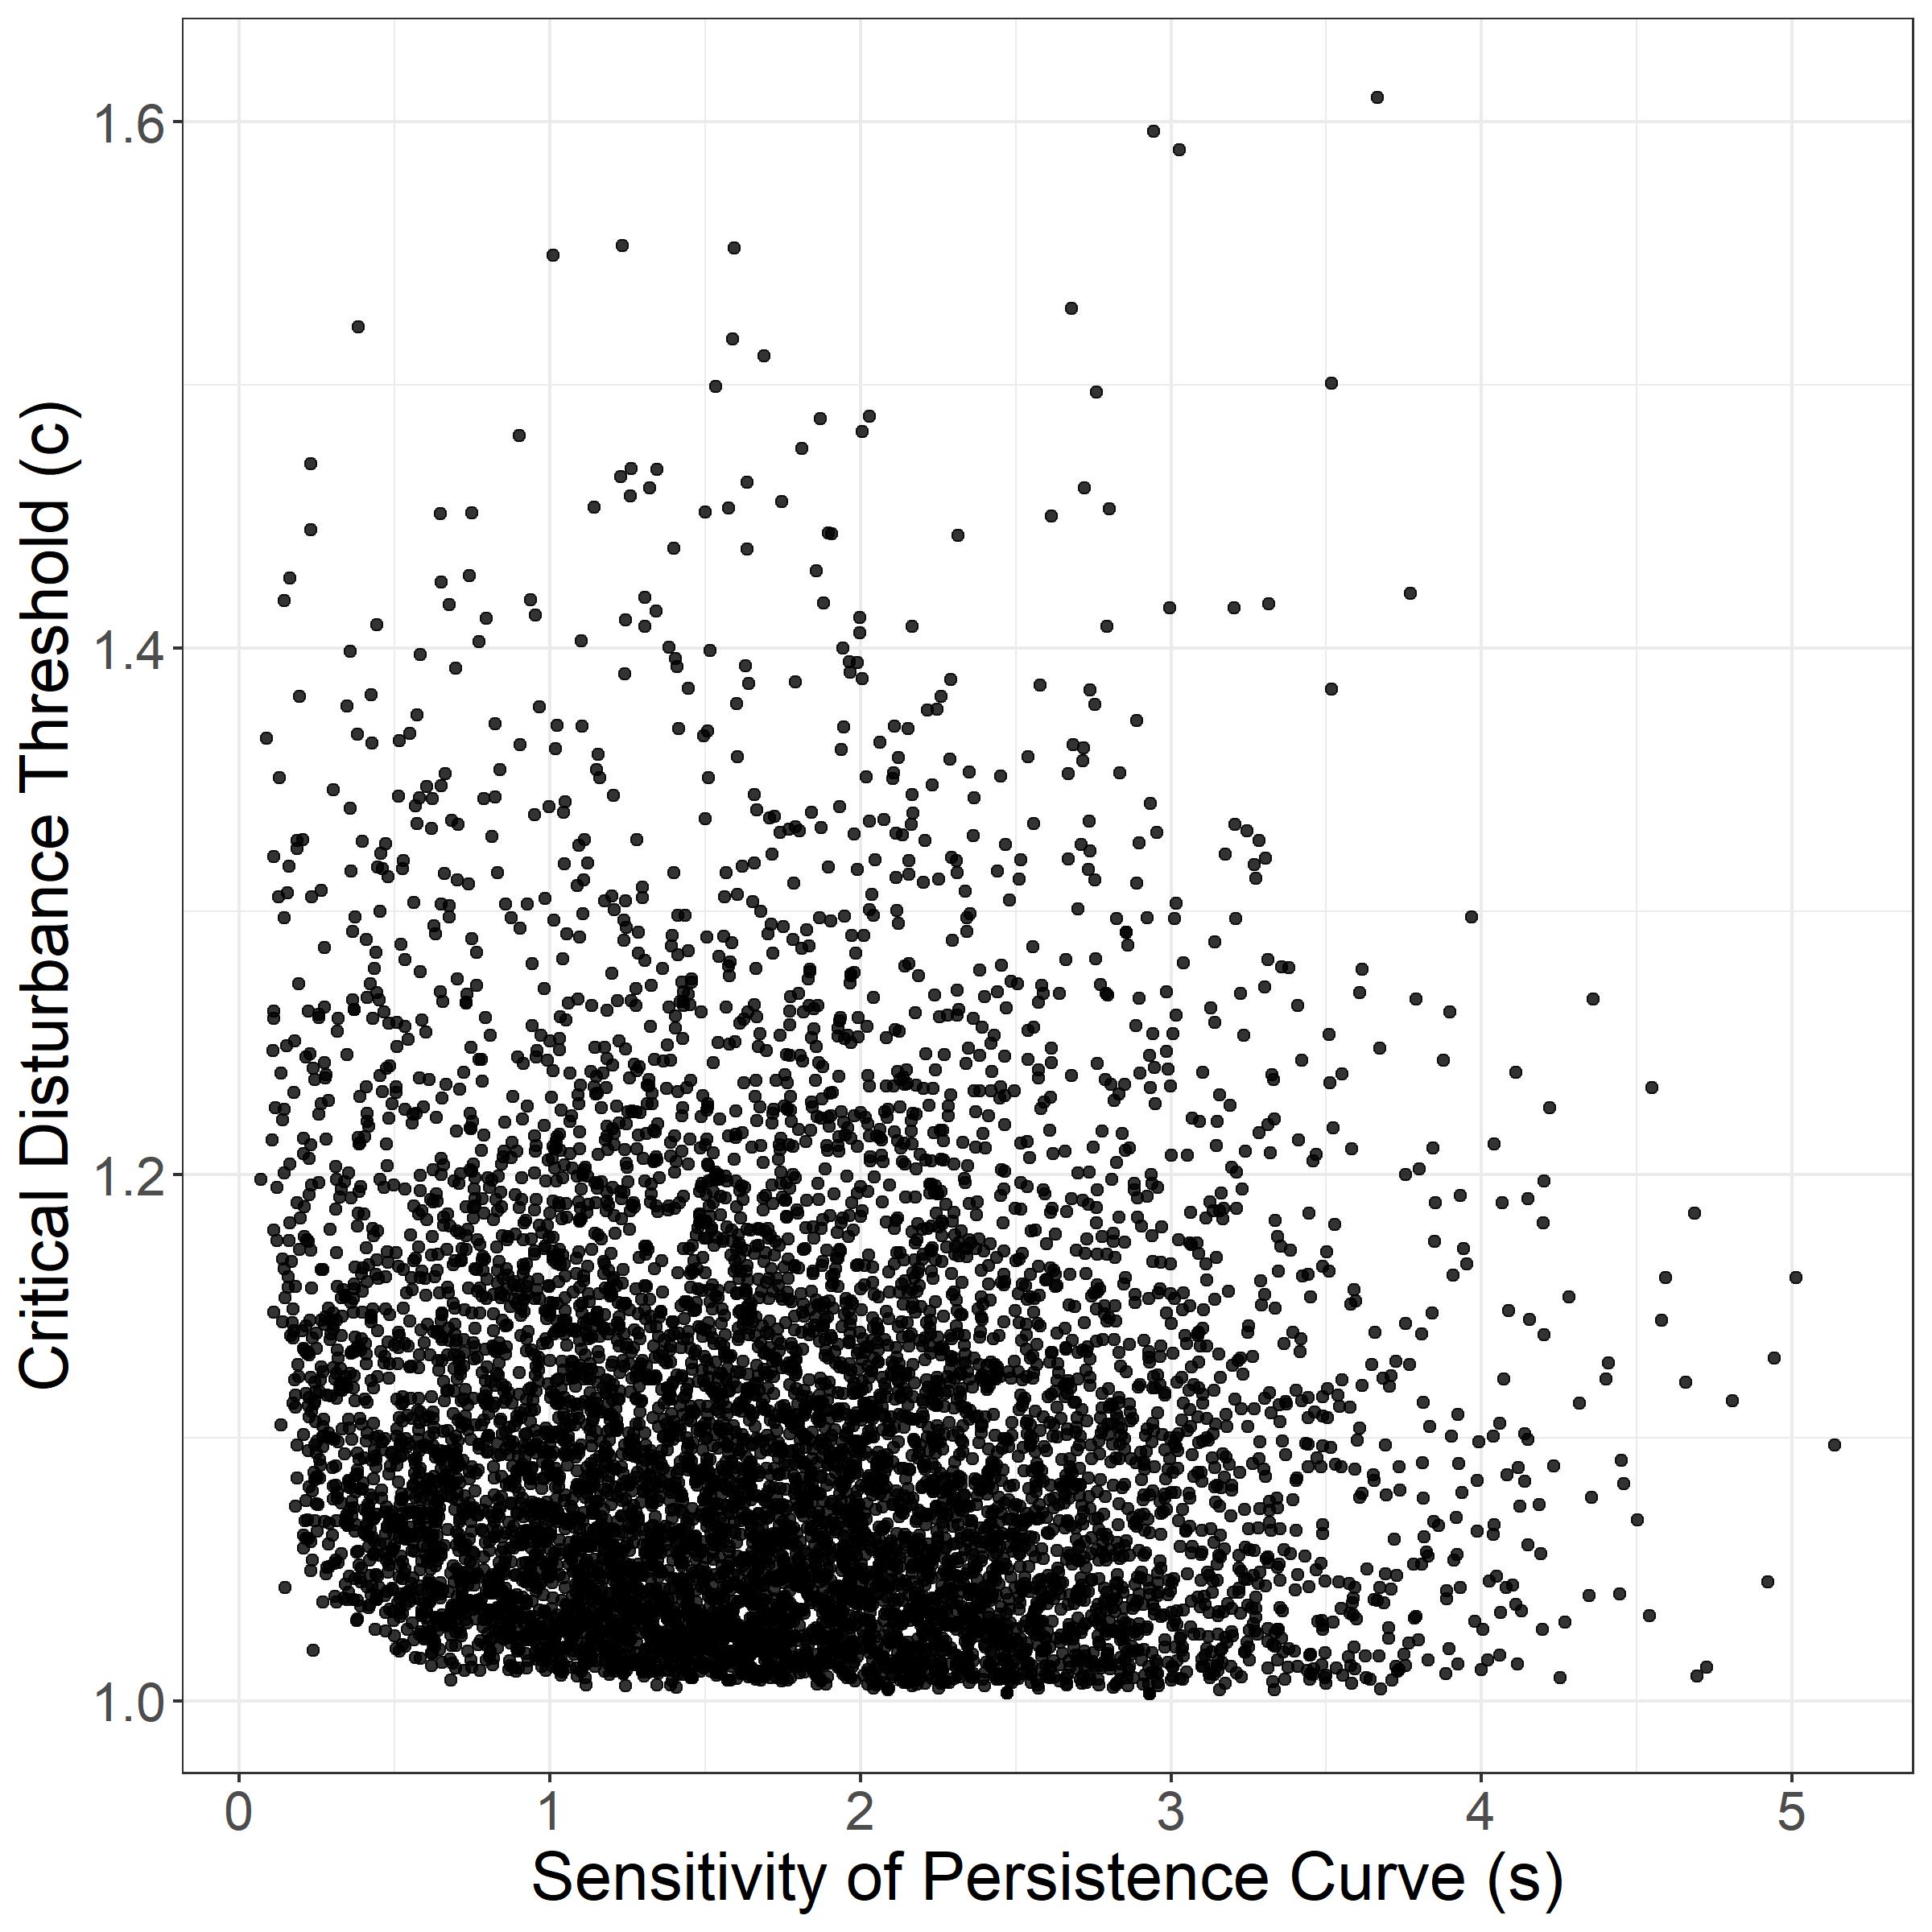 Critical Disturbance Threshold (c)
1.6
1.4
1.2
1.0
0 1 2 3 4 5
Sensitivity of Persistence Curve (s)